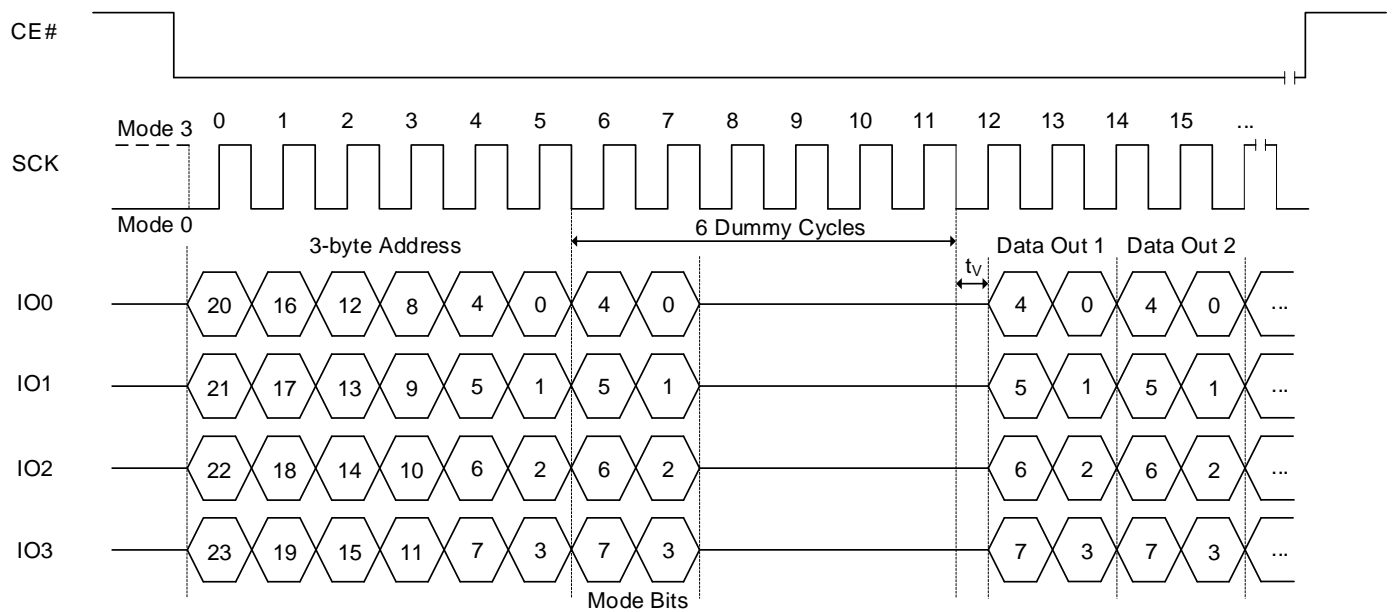 CE#
Mode 3 0 1 2 3 4 5 6 7 8 9 10 11 12 13 14 15 ...
SCK
Mode 0
6 Dummy Cycles
3-byte Address Data Out 1 Data Out 2
tV
IO0 20 16 12 8 4 0 4 0 4 0 4 0 ...
IO1 21 17 13 9 5 1 5 1 5 1 5 1 ...
IO2 22 18 14 10 6 2 6 2 6 2 6 2 ...
IO3 23 19 15 11 7 3 7 3 7 3 7 3 ...
Mode Bits